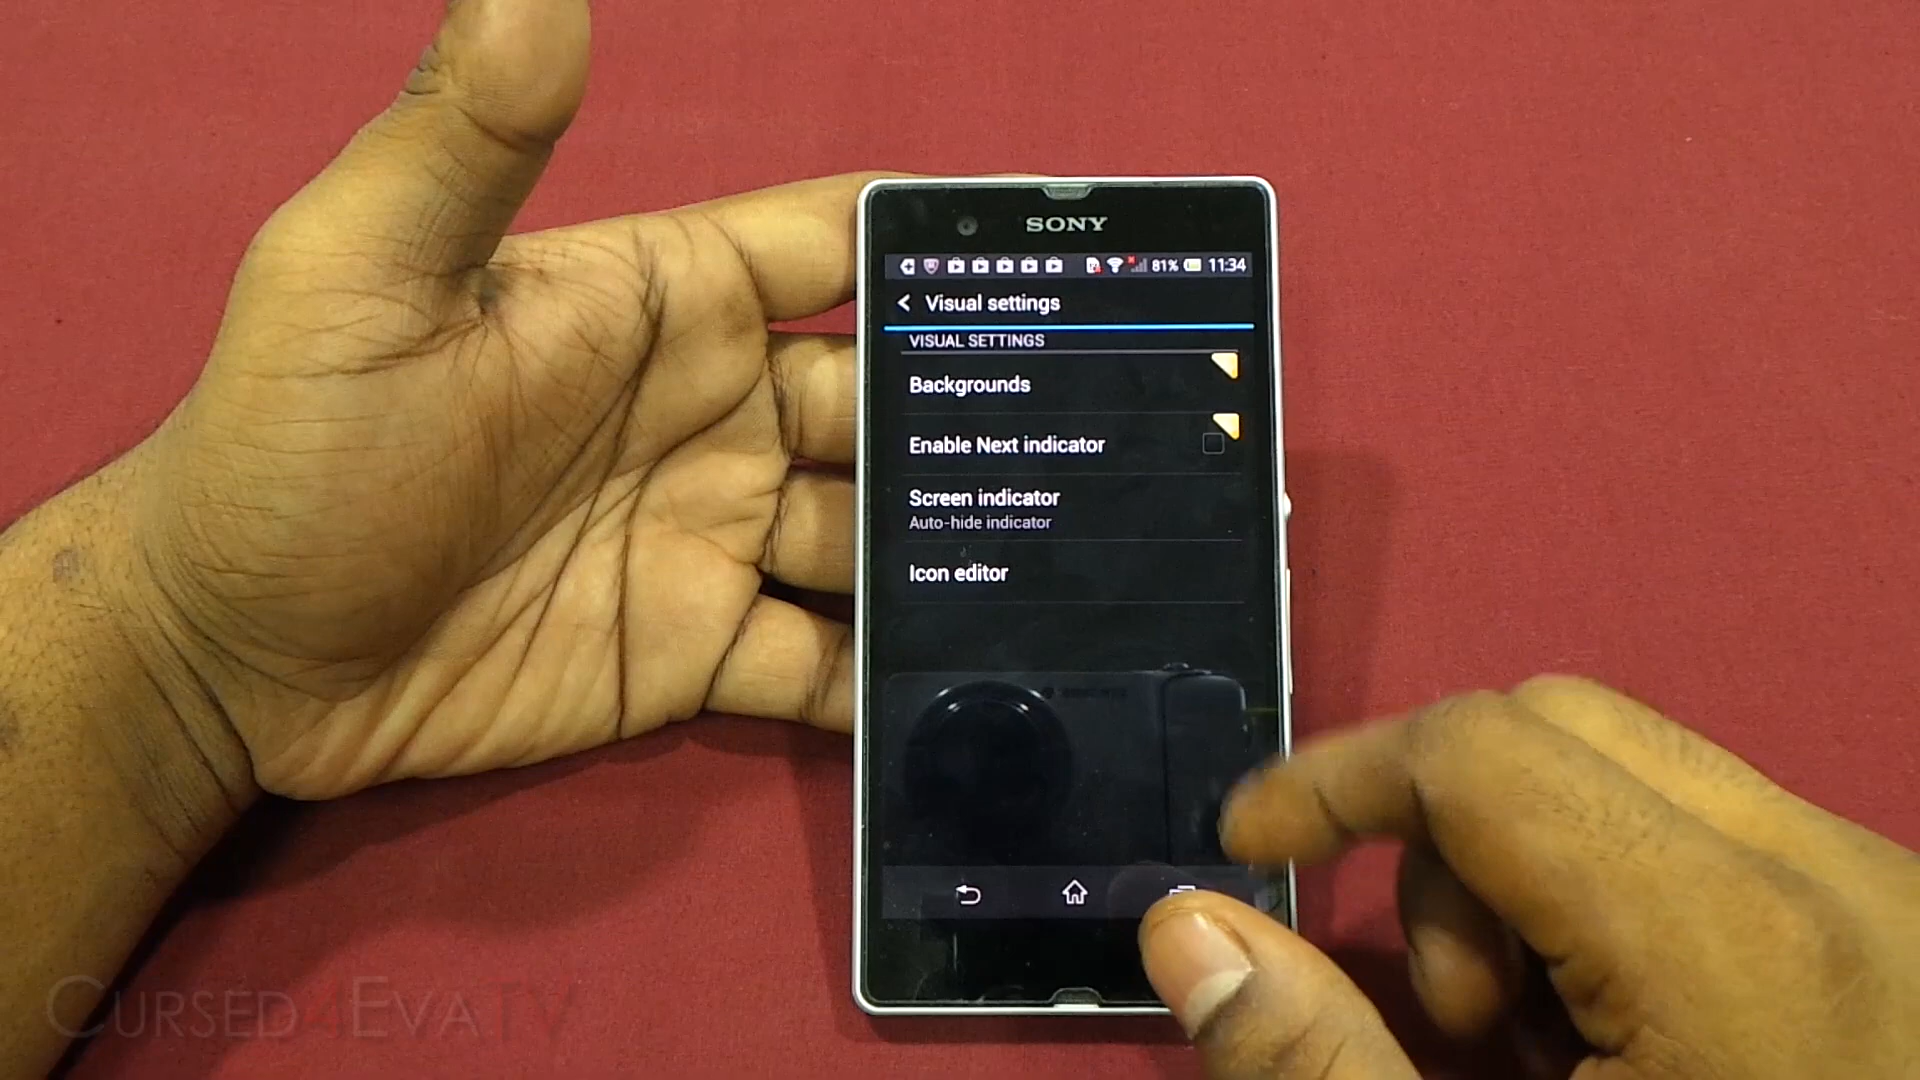 SONY
81% 11:34
Visual settings
VISUAL SETTINGS
Backgrounds
Enable Next indicator
Screen indicator
Auto-hide indicator
Icon editor
CURSED4EVA.TV